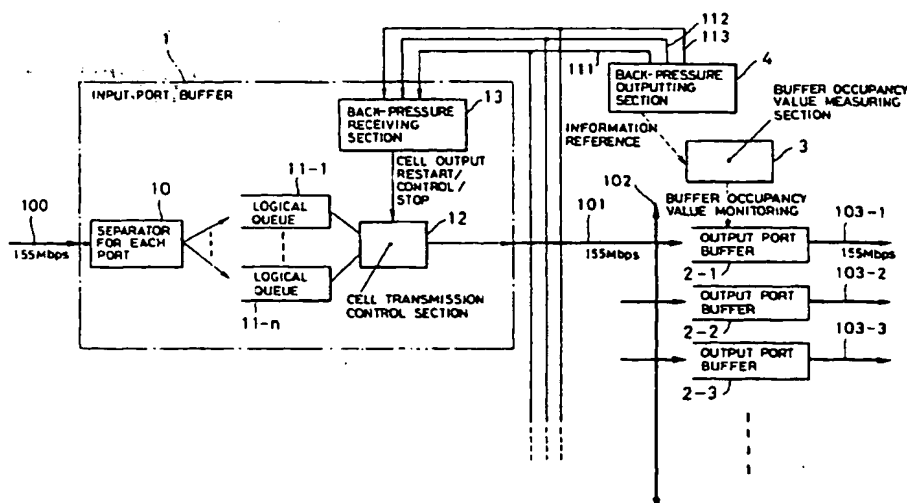 112
113
111
1
4
INPUT PORT BUFFER
13
BACK-PRESSURE
RECEIVING
SECTION
BACK-PRESSURE
OUTPUTTING
SECTION
BUFFER OCCUPANCY
VALUE MEASURING
SECTION
INFORMATION
REFERENCE
3
CELL OUTPUT
RESTART/
CONTROL/
STOP
11-1
10
100
155Mbps
SEPARATOR
FOR EACH
PORT
LOGICAL
QUEUE
12
LOGICAL
QUEUE
11-n
CELL TRANSMISSION
CONTROL SECTION
102
BUFFER OCCUPANCY
VALUE MONITORING
101
155Mbps
OUTPUT PORT
BUFFER
2-1
103-1
155Mbps
OUTPUT PORT
BUFFER
2-2
103-2
OUTPUT PORT
BUFFER
2-3
103-3